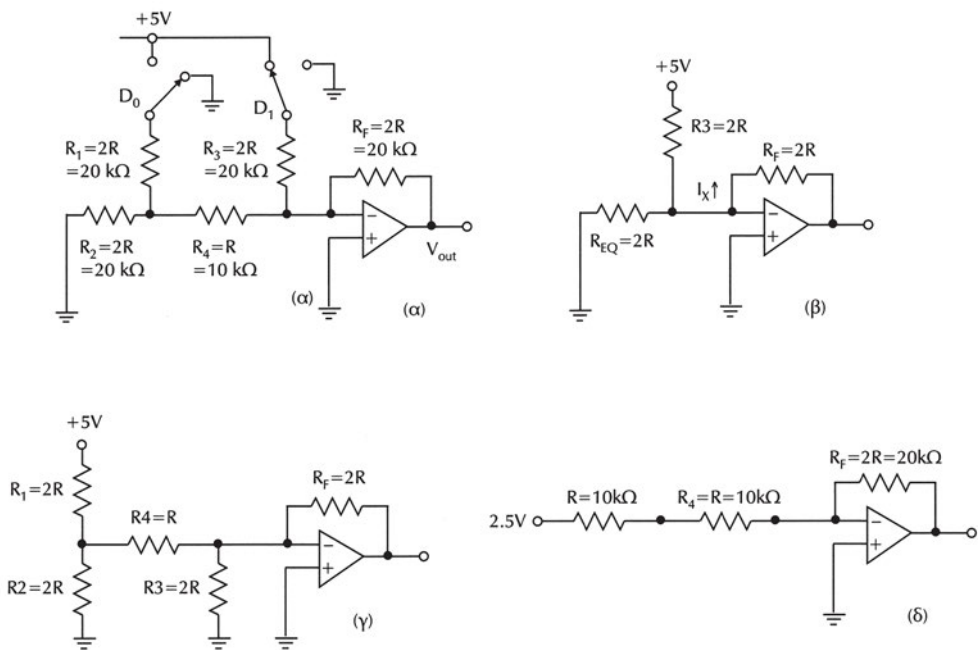 +5V
D0
D1
R1=2R
=20 kΩ
R3=2R
=20 kΩ
RF=2R
=20 kΩ
R2=2R
=20 kΩ
R4=R
=10 kΩ
−
+
Vout
(α)
(α)
+5V
R3=2R
RF=2R
IX↑
REQ=2R
−
+
(β)
+5V
R1=2R
R4=R
RF=2R
R2=2R
R3=2R
−
+
(γ)
RF=2R=20kΩ
R=10kΩ
R4=R=10kΩ
2.5V
−
+
(δ)